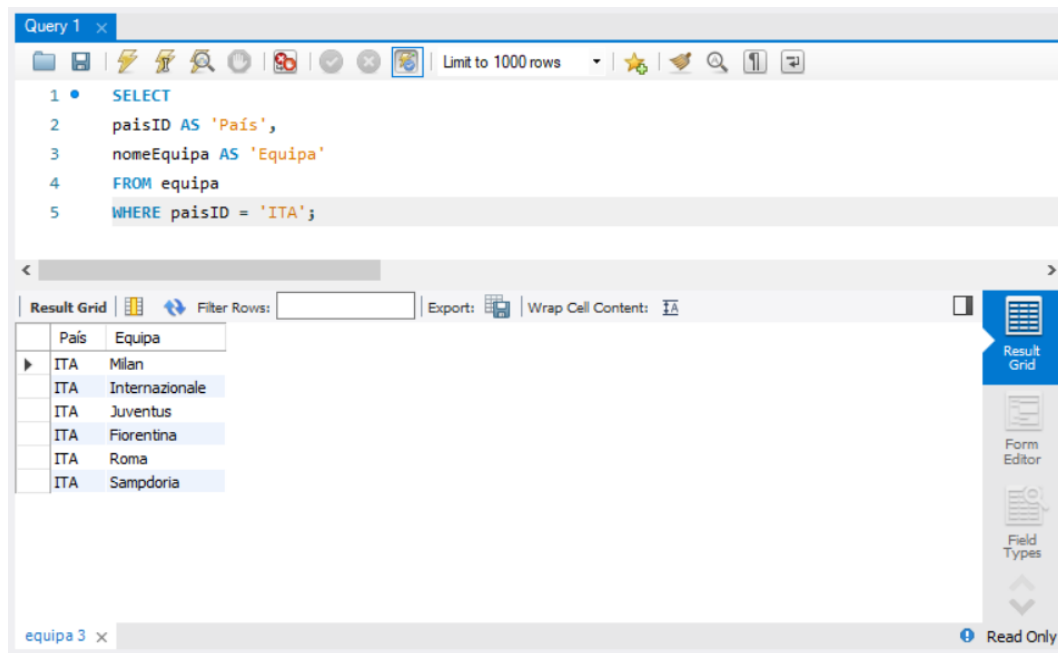 Query 1
Limit to 1000 rows
1 SELECT
2 paisID AS 'País',
3 nomeEquipa AS 'Equipa'
4 FROM equipa
5 WHERE paisID = 'ITA';
Result Grid Filter Rows: Export: Wrap Cell Content: IA
País Equipa
ITA Milan
ITA Internazionale
ITA Juventus
ITA Fiorentina
ITA Roma
ITA Sampdoria
Result
Grid
Form
Editor
Field
Types
equipa 3
Read Only